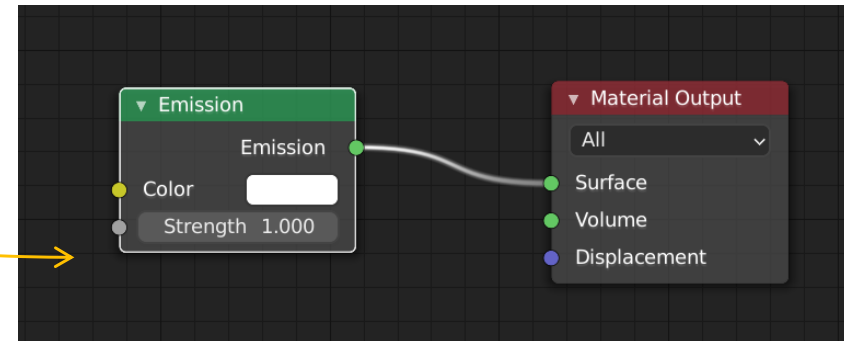 Emission
Emission
Color
Strength 1.000
Material Output
All
Surface
Volume
Displacement